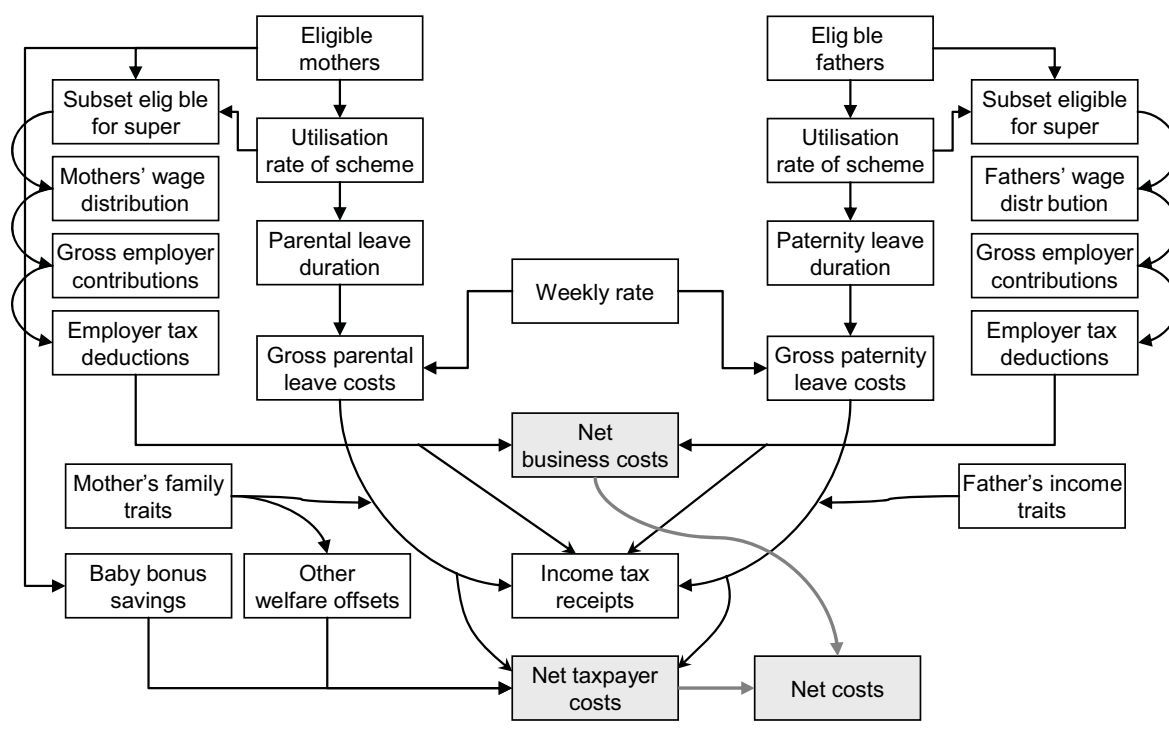 Eligible
mothers
Elig ble
fathers
Subset elig ble
for super
Utilisation
rate of scheme
Utilisation
rate of scheme
Subset eligible
for super
Mothers' wage
distribution
Fathers' wage
distr bution
Parental leave
duration
Paternity leave
duration
Gross employer
contributions
Weekly rate
Gross employer
contributions
Employer tax
deductions
Gross parental
leave costs
Gross paternity
leave costs
Employer tax
deductions
Net
business costs
Mother's family
traits
Father's income
traits
Baby bonus
savings
Other
welfare offsets
Income tax
receipts
Net taxpayer
costs
Net costs